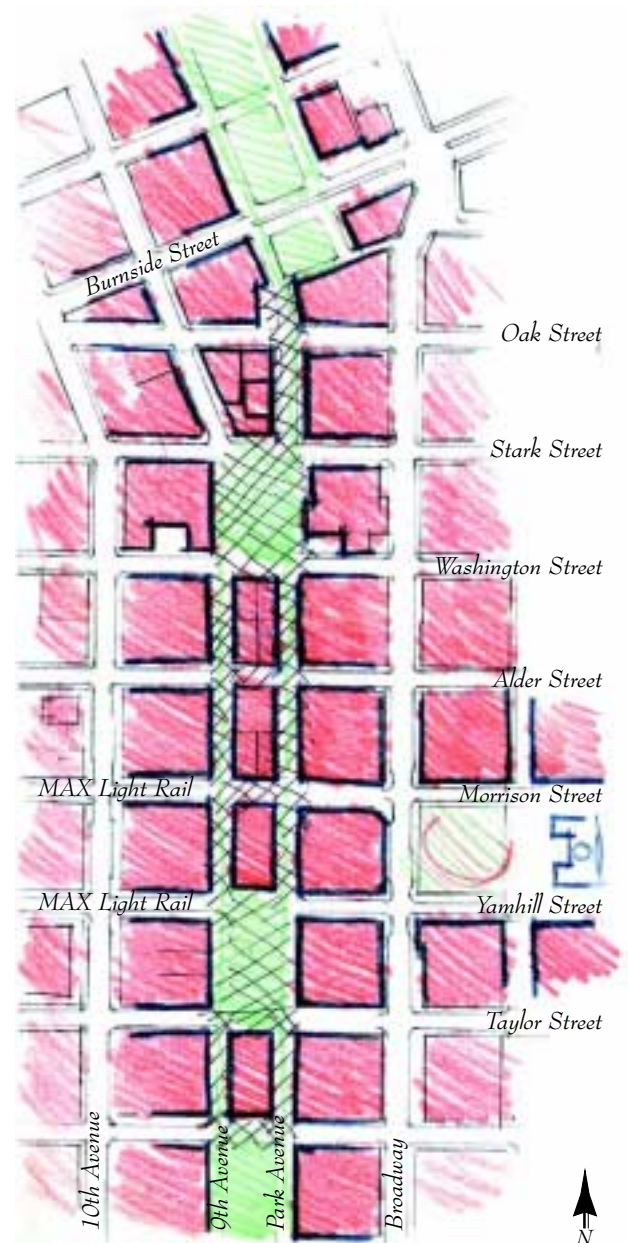 Burnside Street
Oak Street
Stark Street
Washington Street
Alder Street
MAX Light Rail
Morrison Street
MAX Light Rail
Yamhill Street
Taylor Street
10th Avenue
9th Avenue
Park Avenue
Broadway
N